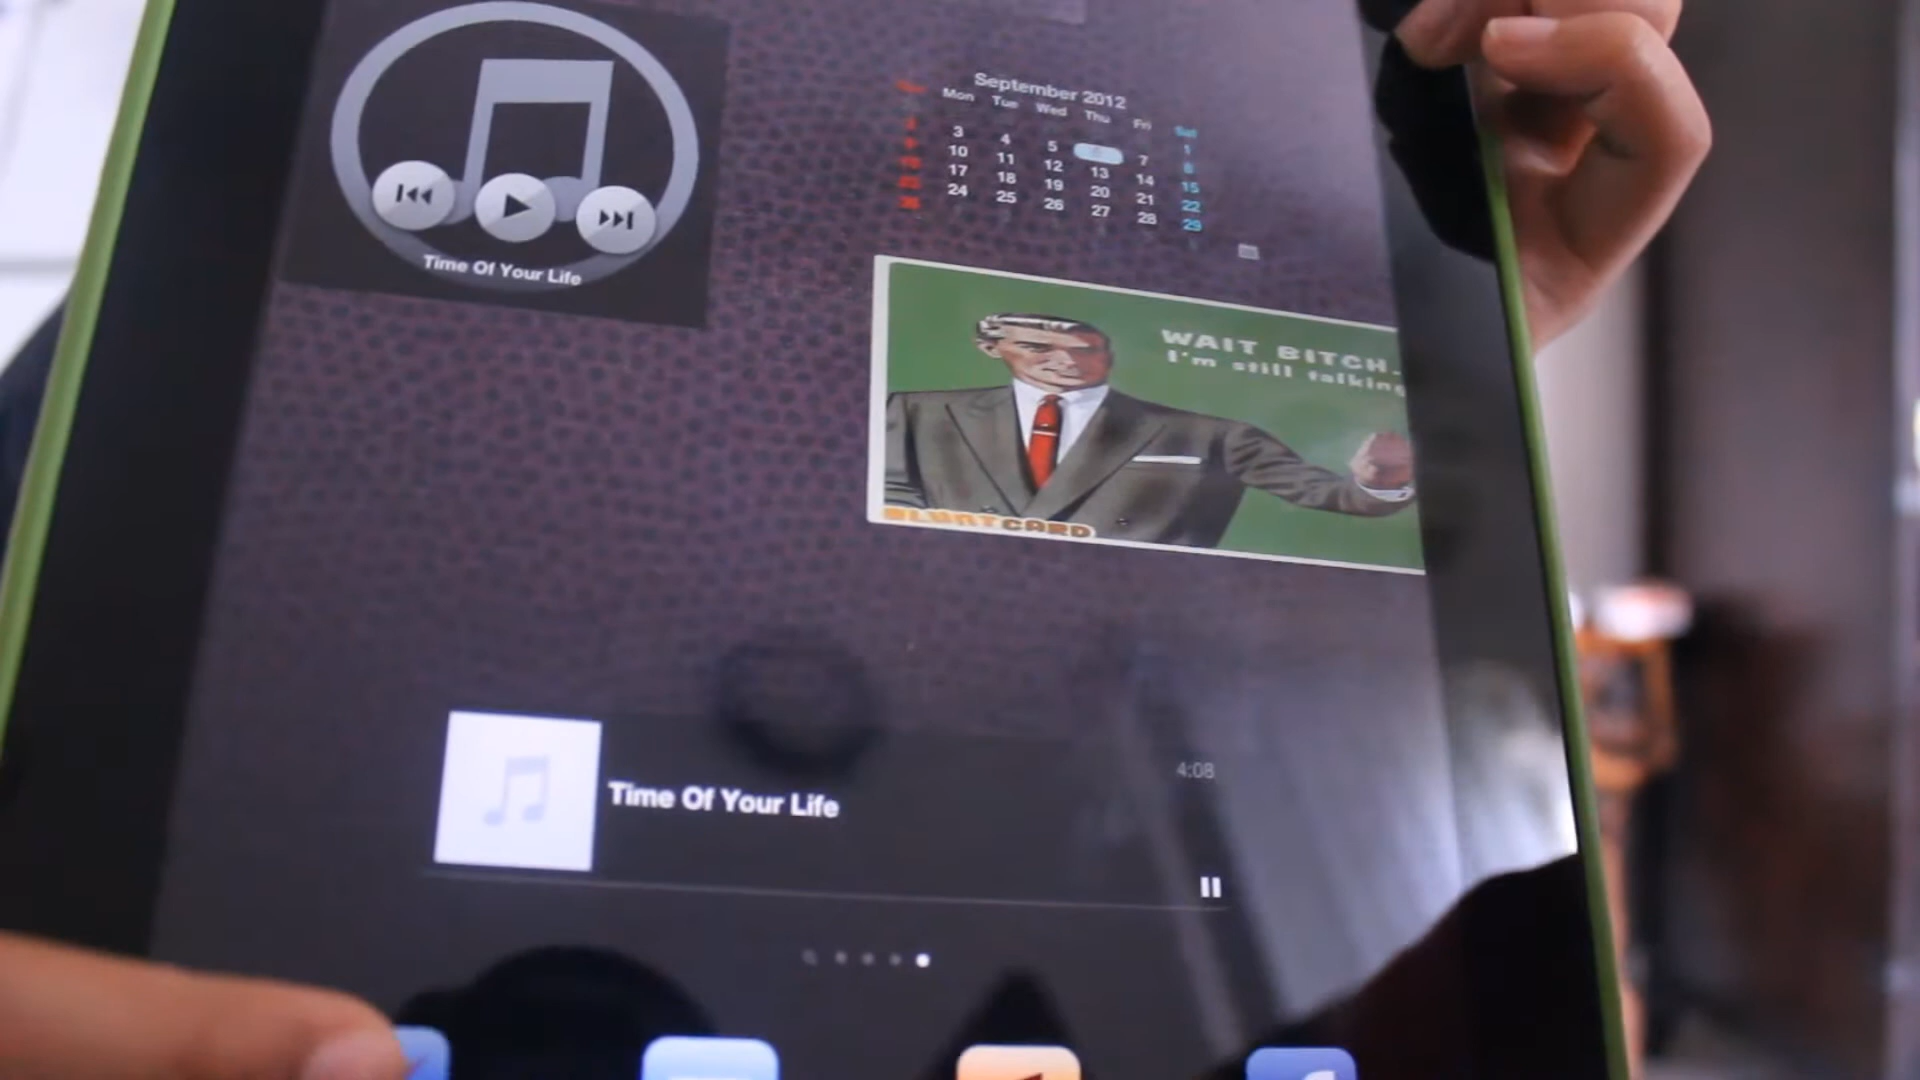 September 2012
Mon Tue Wed Thu Fri Sat
3 4 5 7 1
10 11 12 13 14 8
17 18 19 20 21 15
24 25 26 27 28 22
29
Time Of Your Life
WAIT BITCH.
I'm still talking
BLUNTCARD
Time Of Your Life
4:08